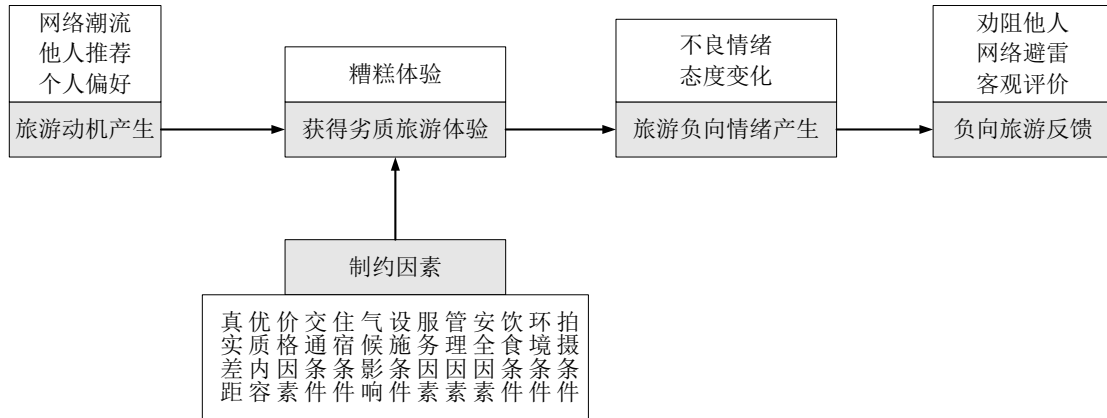 网络潮流
他人推荐
个人偏好
旅游动机产生
糟糕体验
获得劣质旅游体验
不良情绪
态度变化
旅游负向情绪产生
劝阻他人
网络避雷
客观评价
负向旅游反馈
制约因素
真实差距
优质内容
价格因素
交通条件
住宿条件
气候影响
设施条件
服务因素
管理因素
安全因素
饮食条件
环境条件
拍摄条件